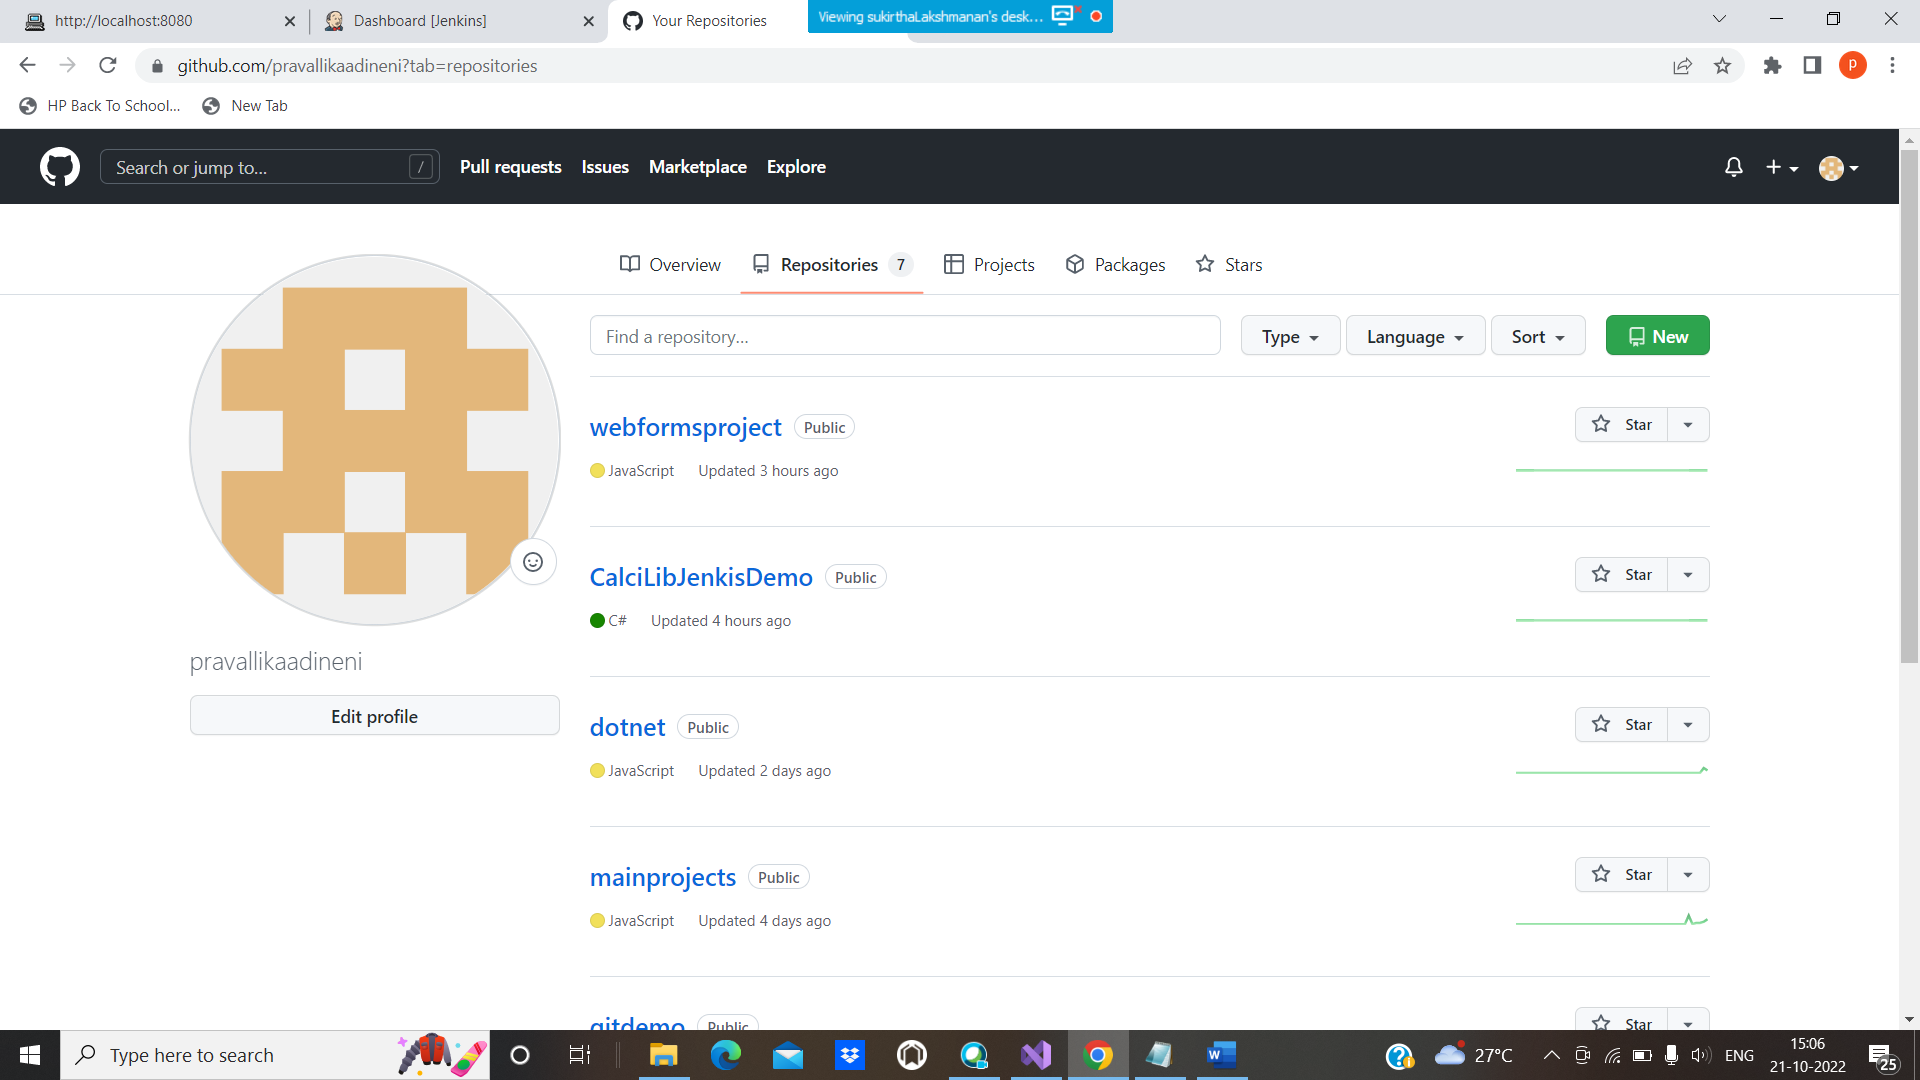 http://localhost:8080
Dashboard [Jenkins]
Your Repositories
Viewing sukirthaLakshmanan's desk...
github.com/pravallikaadineni?tab=repositories
P
HP Back To School...
New Tab
Search or jump to...
/
Pull requests
Issues
Marketplace
Explore
Overview
Repositories 7
Projects
Packages
Stars
Find a repository...
Type
Language
Sort
New
webformsproject Public
Star
JavaScript Updated 3 hours ago
CalciLibJenkisDemo Public
Star
C# Updated 4 hours ago
pravallikaadineni
Edit profile
dotnet Public
Star
JavaScript Updated 2 days ago
mainprojects Public
Star
JavaScript Updated 4 days ago
gitdemo Public
Star
Type here to search
27°C
ENG
15:06
21-10-2022
25